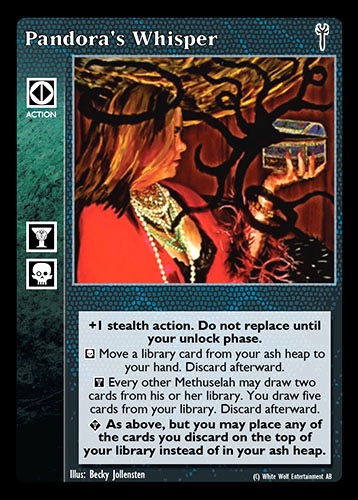 Pandora's Whisper
ACTION
+1 stealth action. Do not replace until
your unlock phase.
Move a library card from your ash heap to
your hand. Discard afterward.
Every other Methuselah may draw two
cards from his or her library. You draw five
cards from your library. Discard afterward.
As above, but you may place any of
the cards you discard on the top of
your library instead of in your ash heap.
Illus: Becky Jollensten
(C) White Wolf Entertainment AB